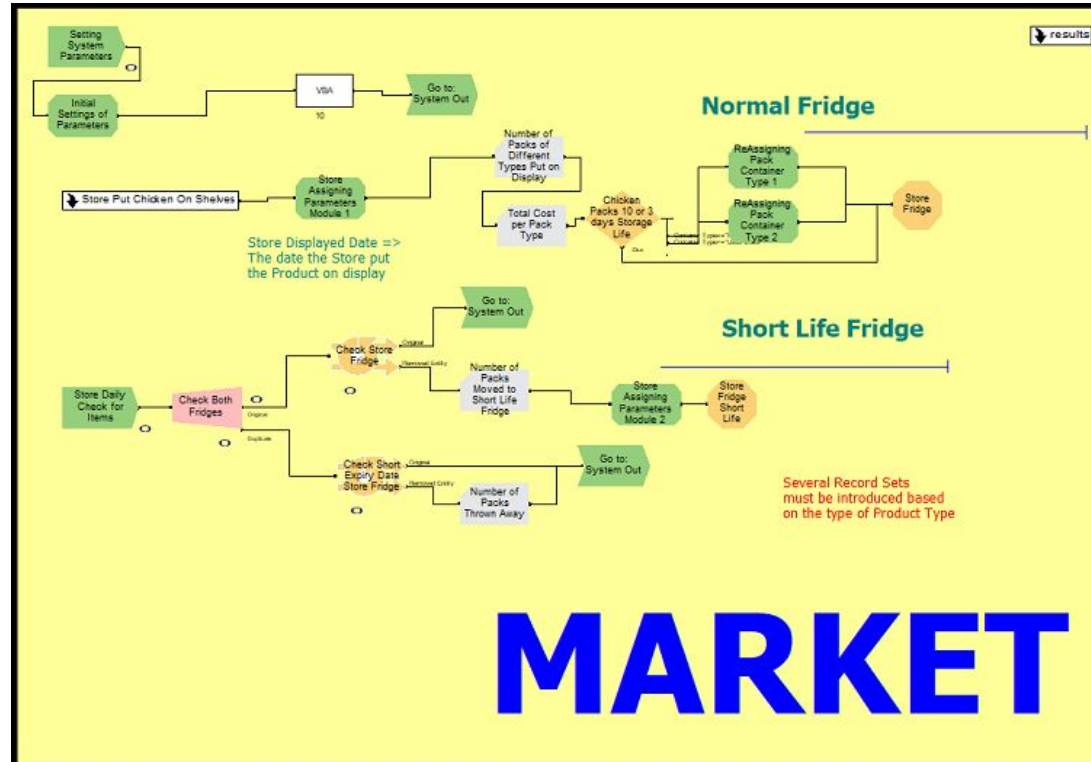 Setting
System
Parameters
results
Initial
Settings of
Parameters
VBA
10
Go to:
System Out
Normal Fridge
Number of
Packs of
Different
Types Put on
Display
ReAssigning
Pack
Container
Type 1
Store Put Chicken On Shelves
Store
Assigning
Parameters
Module 1
Total Cost
per Pack
Type
Chicken
Packs 10 or 3
days Storage
Life
Else
ReAssigning
Pack
Container
Type 2
Store
Fridge
Store Displayed Date =>
The date the Store put
the Product on display
Go to:
System Out
Short Life Fridge
Check Store
Fridge
Original
Removed Entity
Number of
Packs
Moved to
Short Life
Fridge
Store
Assigning
Parameters
Module 2
Store
Fridge
Short
Life
Store Daily
Check for
Items
Check Both
Fridges
Original
Duplicate
Check Short
Expify Date
Store Fridge
Original
Removed Entity
Number of
Packs
Thrown Away
Go to:
System Out
Several Record Sets
must be introduced based
on the type of Product Type
MARKET